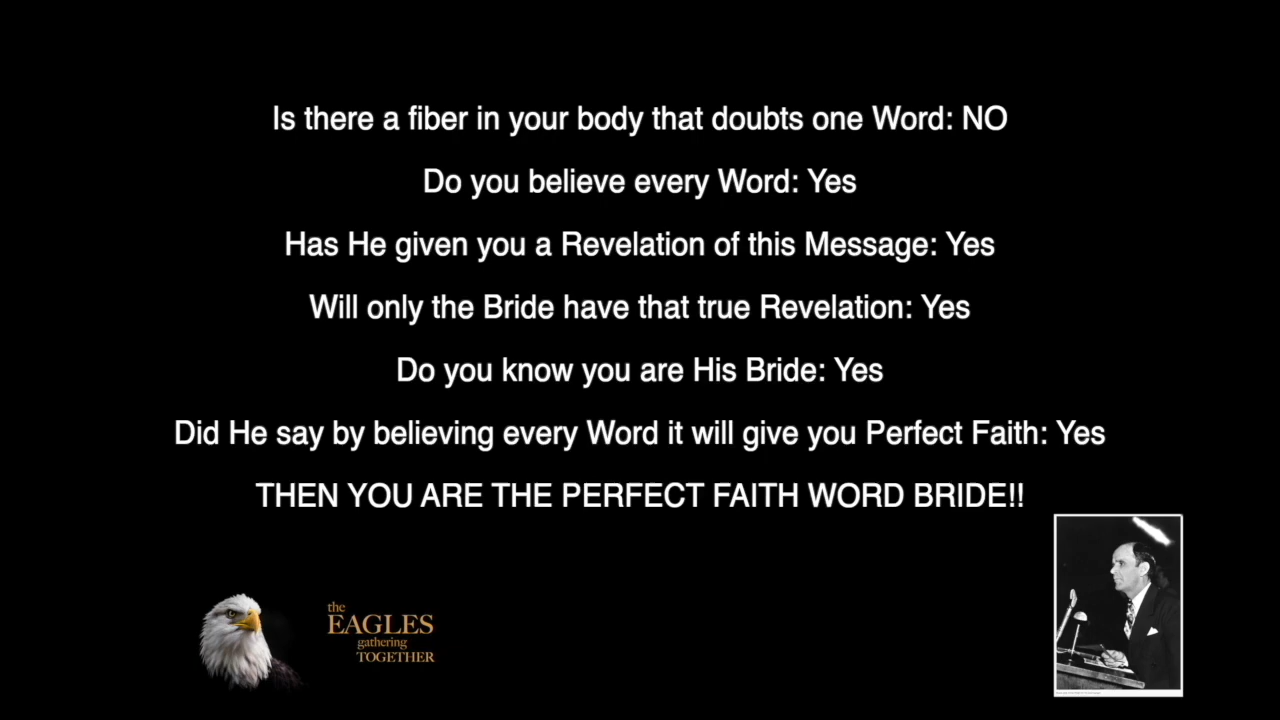 Is there a fiber in your body that doubts one Word: NO
Do you believe every Word: Yes
Has He given you a Revelation of this Message: Yes
Will only the Bride have that true Revelation: Yes
Do you know you are His Bride: Yes
Did He say by believing every Word it will give you Perfect Faith: Yes
THEN YOU ARE THE PERFECT FAITH WORD BRIDE!!
the
EAGLES
gathering
TOGETHER